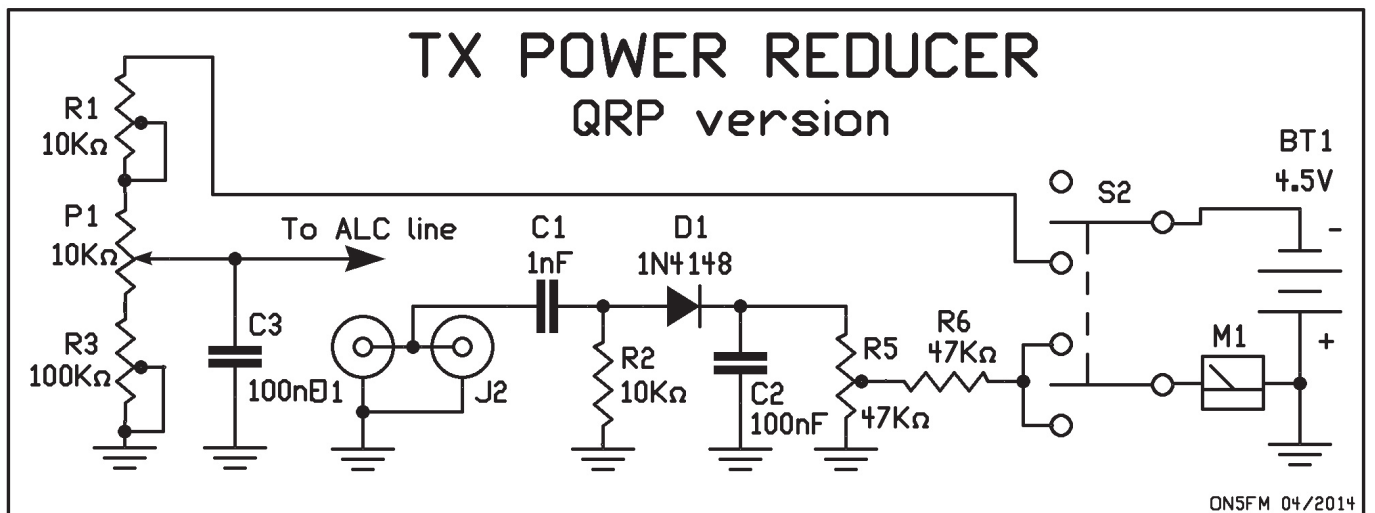 TX POWER REDUCER
QRP version
R1
10KΩ
P1
10KΩ
R3
100KΩ
To ALC line
C3
100nF
J1
J2
C1
1nF
D1
1N4148
R2
10KΩ
C2
100nF
R5
47KΩ
R6
47KΩ
S2
M1
BT1
4.5V
-
+
ON5FM 04/2014